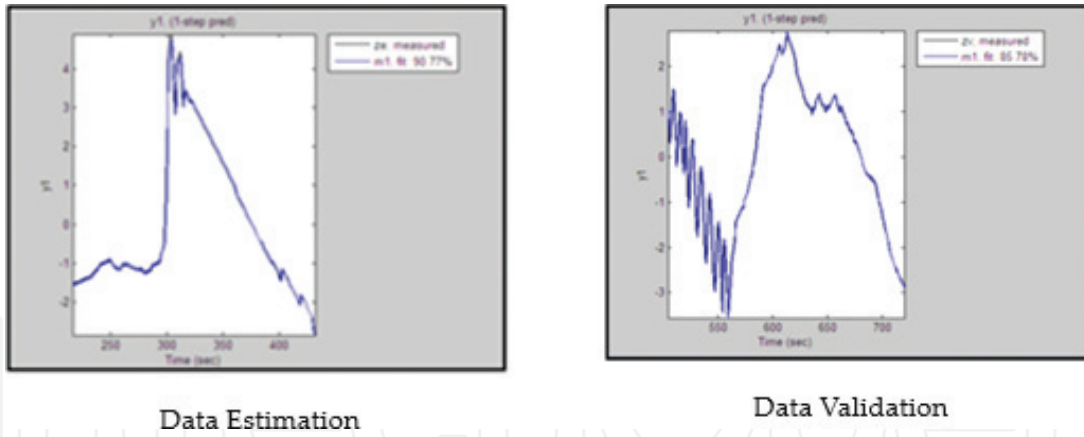 y1. (1-step pred)
ze; measured
m1; fit: 90.77%
4
3
2
1
0
-1
-2
y1
250
300
350
400
Time (sec)
Data Estimation
y1. (1-step pred)
zv; measured
m1; fit: 85.78%
2
1
0
-1
-2
-3
y1
550
600
650
700
Time (sec)
Data Validation